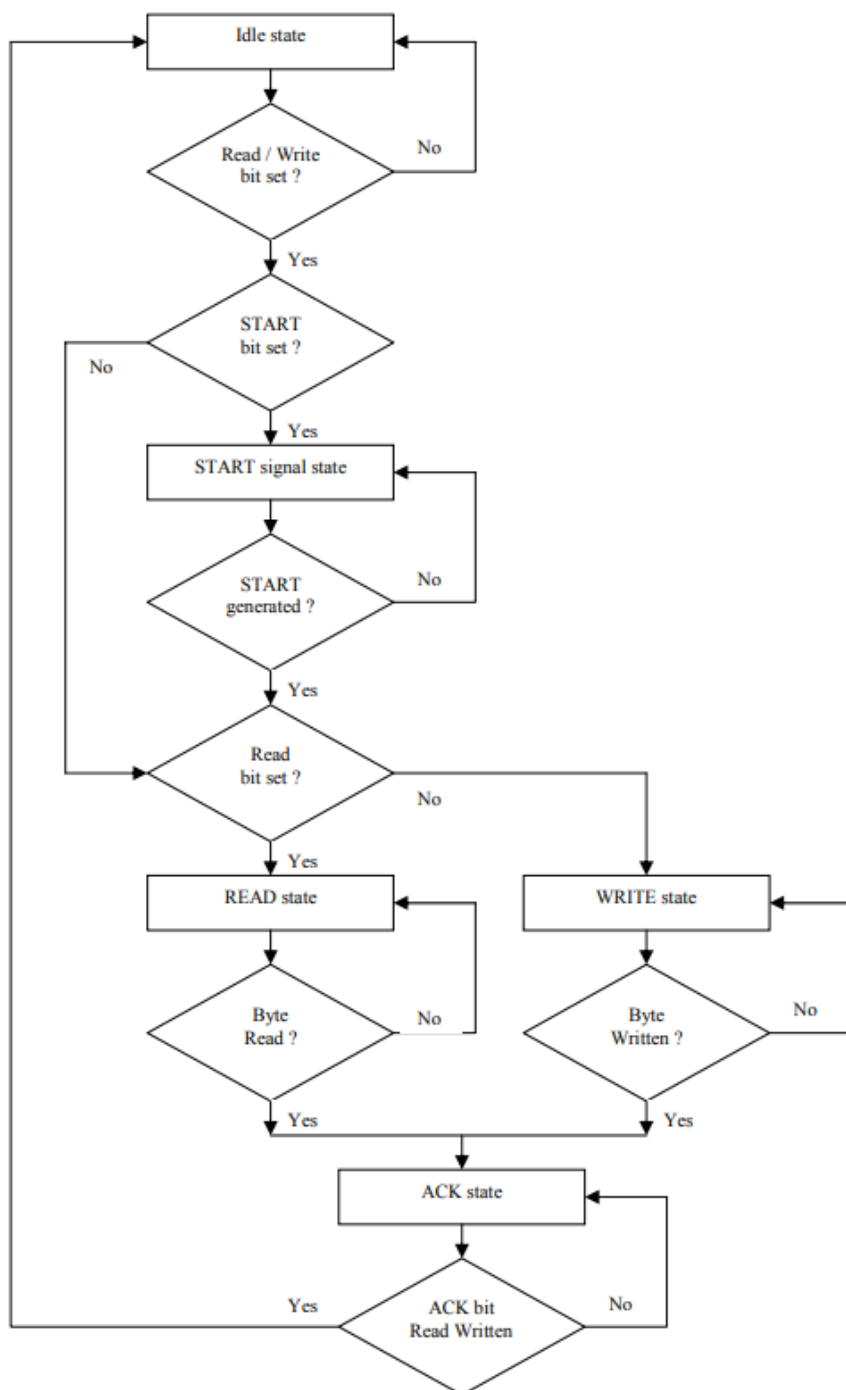 Idle state
Read / Write
bit set ?
No
Yes
START
bit set ?
No
Yes
START signal state
START
generated ?
No
Yes
Read
bit set ?
No
Yes
READ state
WRITE state
Byte
Read ?
No
Byte
Written ?
No
Yes
Yes
ACK state
Yes
ACK bit
Read Written
No